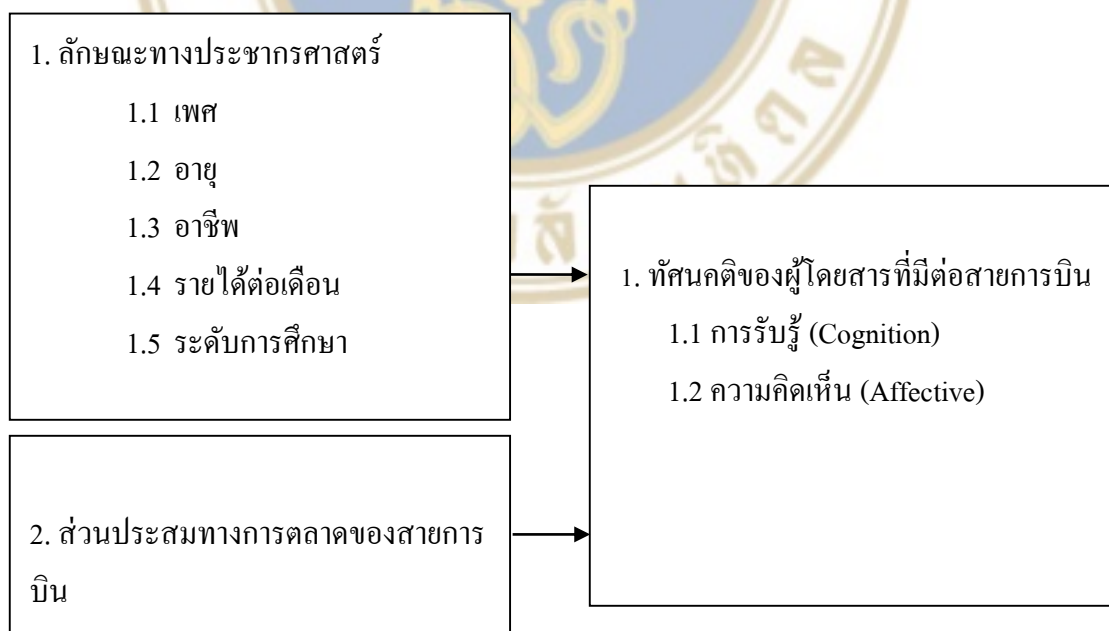 1. ลักษณะทางประชากรศาสตร์
1.1 เพศ
1.2 อายุ
1.3 อาชีพ
1.4 รายได้ต่อเดือน
1.5 ระดับการศึกษา
2. ส่วนประสมทางการตลาดของสายการ
บิน
1. ทัศนคติของผู้โดยสารที่มีต่อสายการบิน
1.1 การรับรู้ (Cognition)
1.2 ความคิดเห็น (Affective)